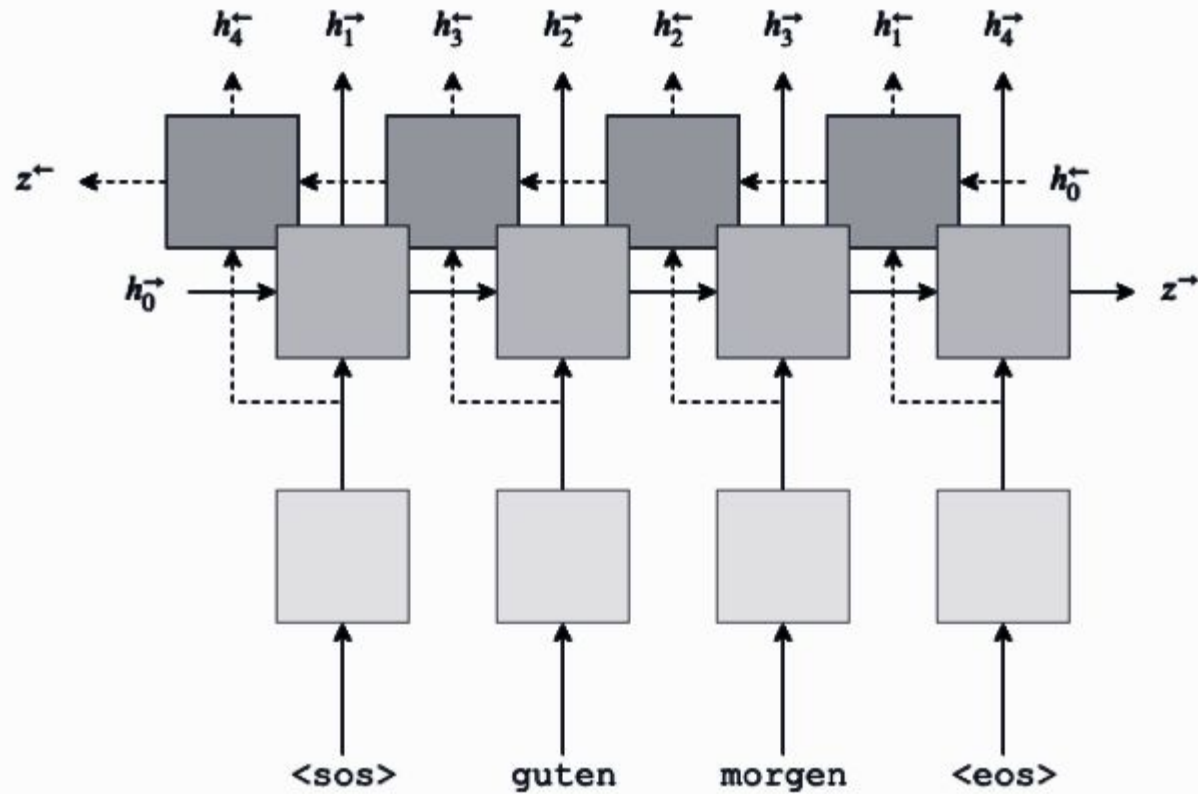 h₄← h₁→ h₃← h₂→ h₂← h₃→ h₁← h₄→
z← h₀←
h₀→ z→
<sos> guten morgen <eos>